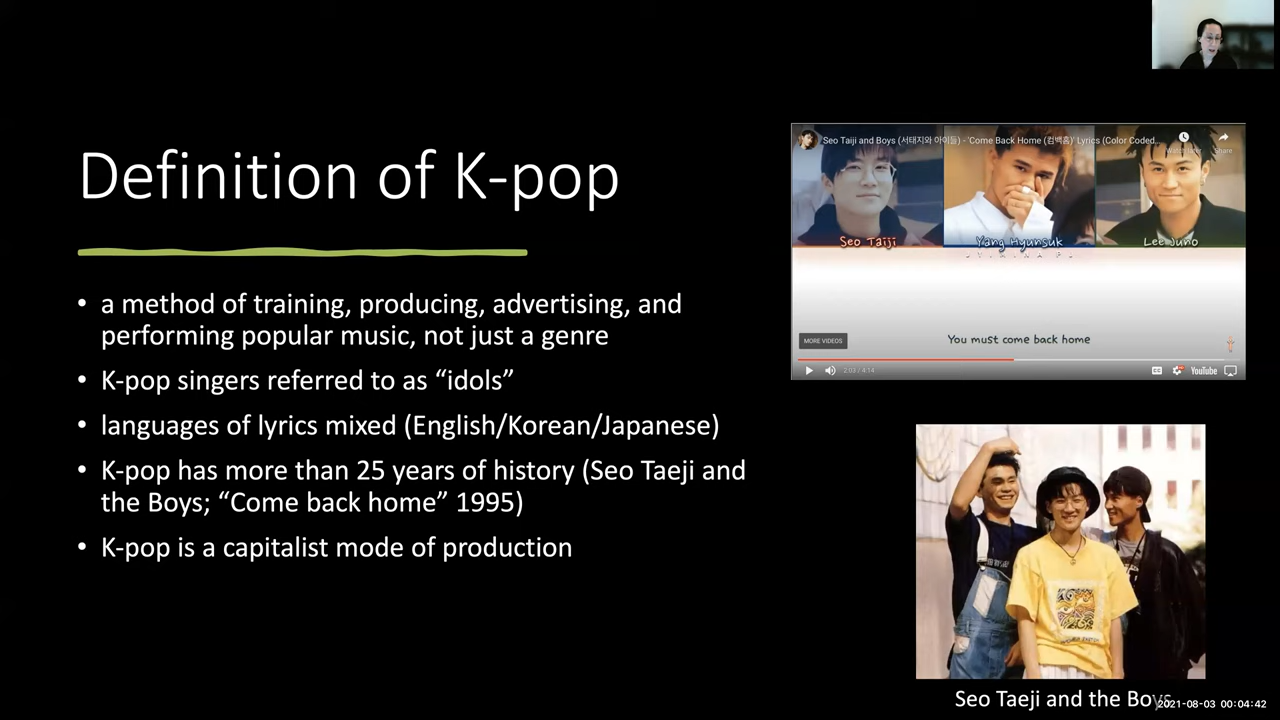 Definition of K-pop
• a method of training, producing, advertising, and
performing popular music, not just a genre
• K-pop singers referred to as “idols”
• languages of lyrics mixed (English/Korean/Japanese)
• K-pop has more than 25 years of history (Seo Taeji and
the Boys; “Come back home” 1995)
• K-pop is a capitalist mode of production
Seo Taiji and Boys (서태지와 아이들) - 'Come Back Home (컴백홈)' Lyrics (Color Coded...
Watch later
Share
Seo Taiji
Yang Hyunsuk
Lee Juno
You must come back home
MORE VIDEOS
2:03 / 4:14
CC
YouTube
Seo Taeji and the Boys
2021-08-03 00:04:42